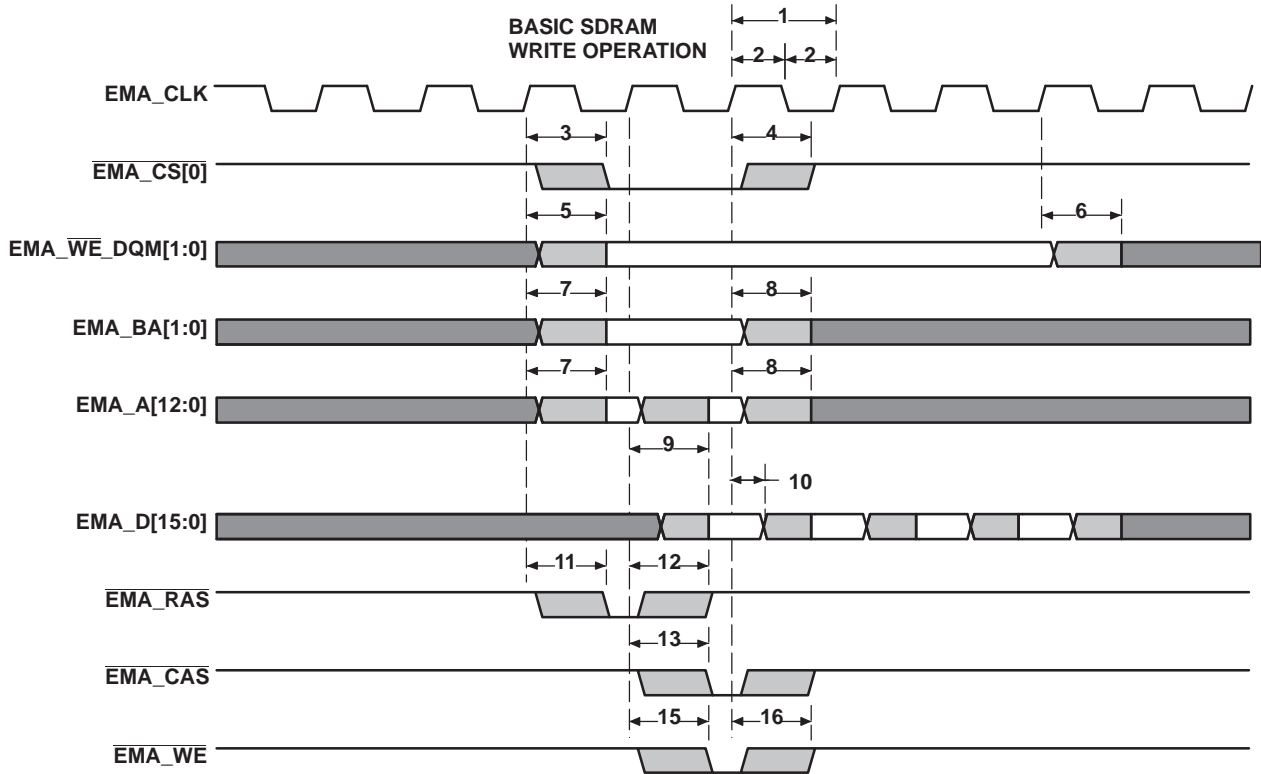 BASIC SDRAM
WRITE OPERATION
1
2 2
EMA_CLK
3 4
EMA_CS[0]
5 6
EMA_WE_DQM[1:0]
7 8
EMA_BA[1:0]
7 8
EMA_A[12:0]
9
10
EMA_D[15:0]
11 12
EMA_RAS
13
EMA_CAS
15 16
EMA_WE